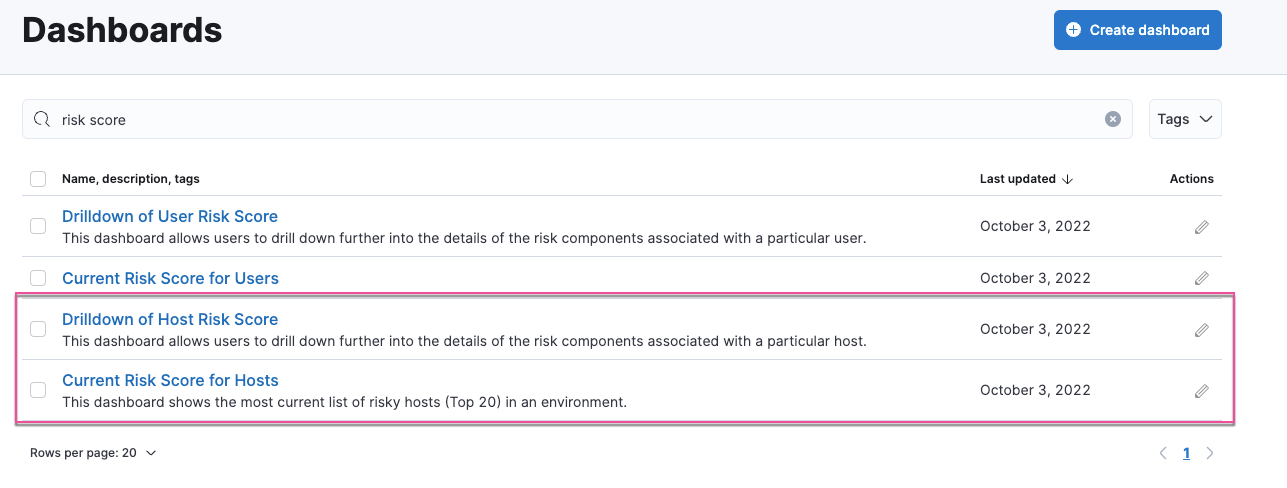 Dashboards
Create dashboard
risk score
Tags
Name, description, tags
Last updated
Actions
Drilldown of User Risk Score
This dashboard allows users to drill down further into the details of the risk components associated with a particular user.
October 3, 2022
Current Risk Score for Users
October 3, 2022
Drilldown of Host Risk Score
This dashboard allows users to drill down further into the details of the risk components associated with a particular host.
October 3, 2022
Current Risk Score for Hosts
This dashboard shows the most current list of risky hosts (Top 20) in an environment.
October 3, 2022
Rows per page: 20
1